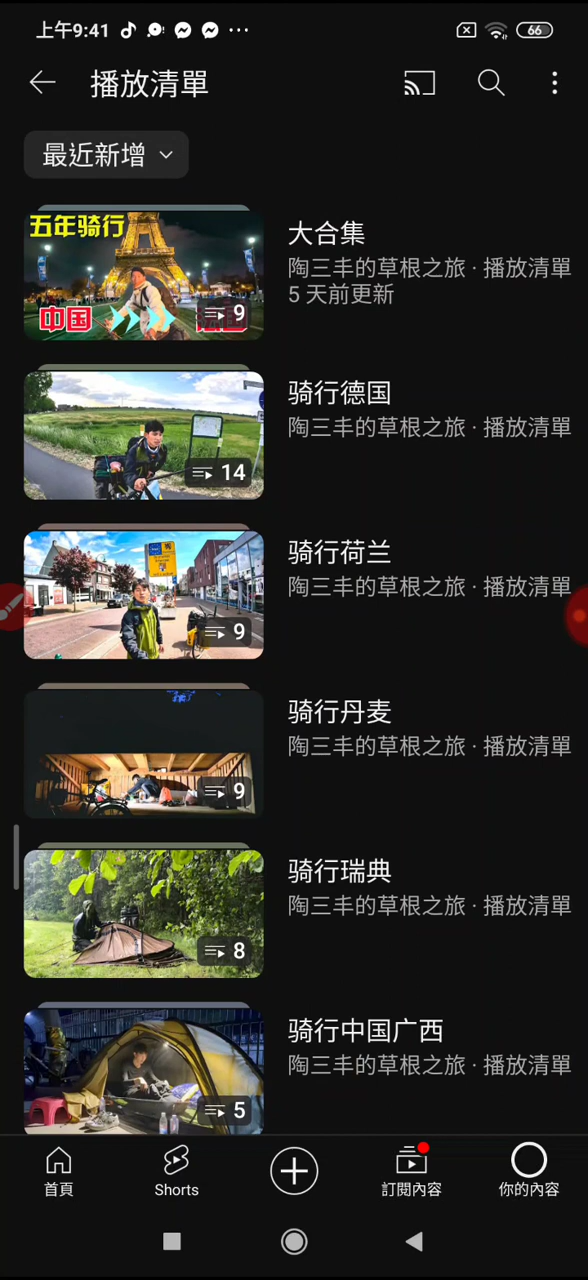 上午9:41
66
播放清單
最近新增
五年骑行
中国
9
大合集
陶三丰的草根之旅 · 播放清單
5 天前更新
14
骑行德国
陶三丰的草根之旅 · 播放清單
9
骑行荷兰
陶三丰的草根之旅 · 播放清單
9
骑行丹麦
陶三丰的草根之旅 · 播放清單
8
骑行瑞典
陶三丰的草根之旅 · 播放清單
5
骑行中国广西
陶三丰的草根之旅 · 播放清單
首頁
Shorts
訂閱內容
你的內容